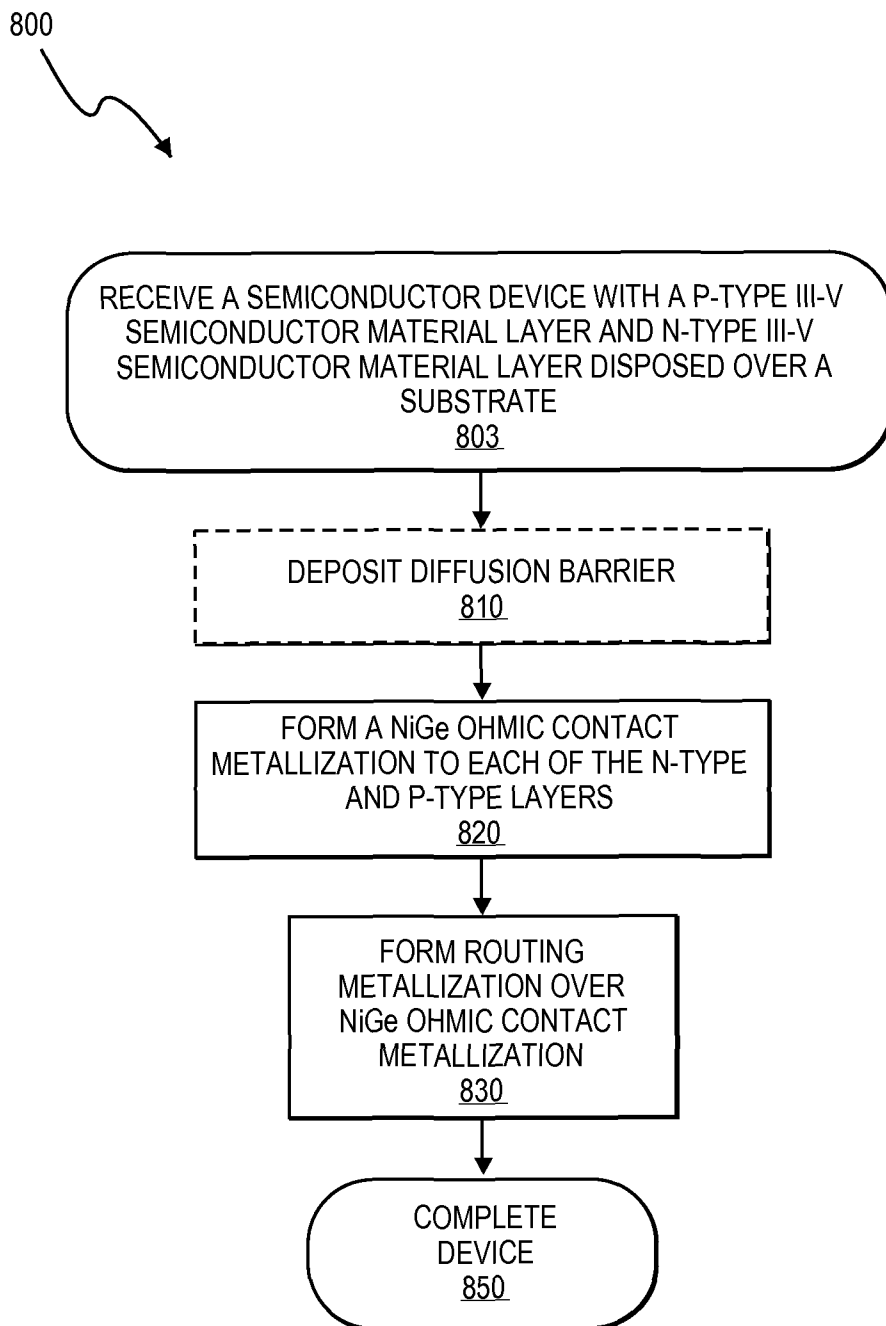 800
RECEIVE A SEMICONDUCTOR DEVICE WITH A P-TYPE III-V
SEMICONDUCTOR MATERIAL LAYER AND N-TYPE III-V
SEMICONDUCTOR MATERIAL LAYER DISPOSED OVER A
SUBSTRATE
803
DEPOSIT DIFFUSION BARRIER
810
FORM A NiGe OHMIC CONTACT
METALLIZATION TO EACH OF THE N-TYPE
AND P-TYPE LAYERS
820
FORM ROUTING
METALLIZATION OVER
NiGe OHMIC CONTACT
METALLIZATION
830
COMPLETE
DEVICE
850